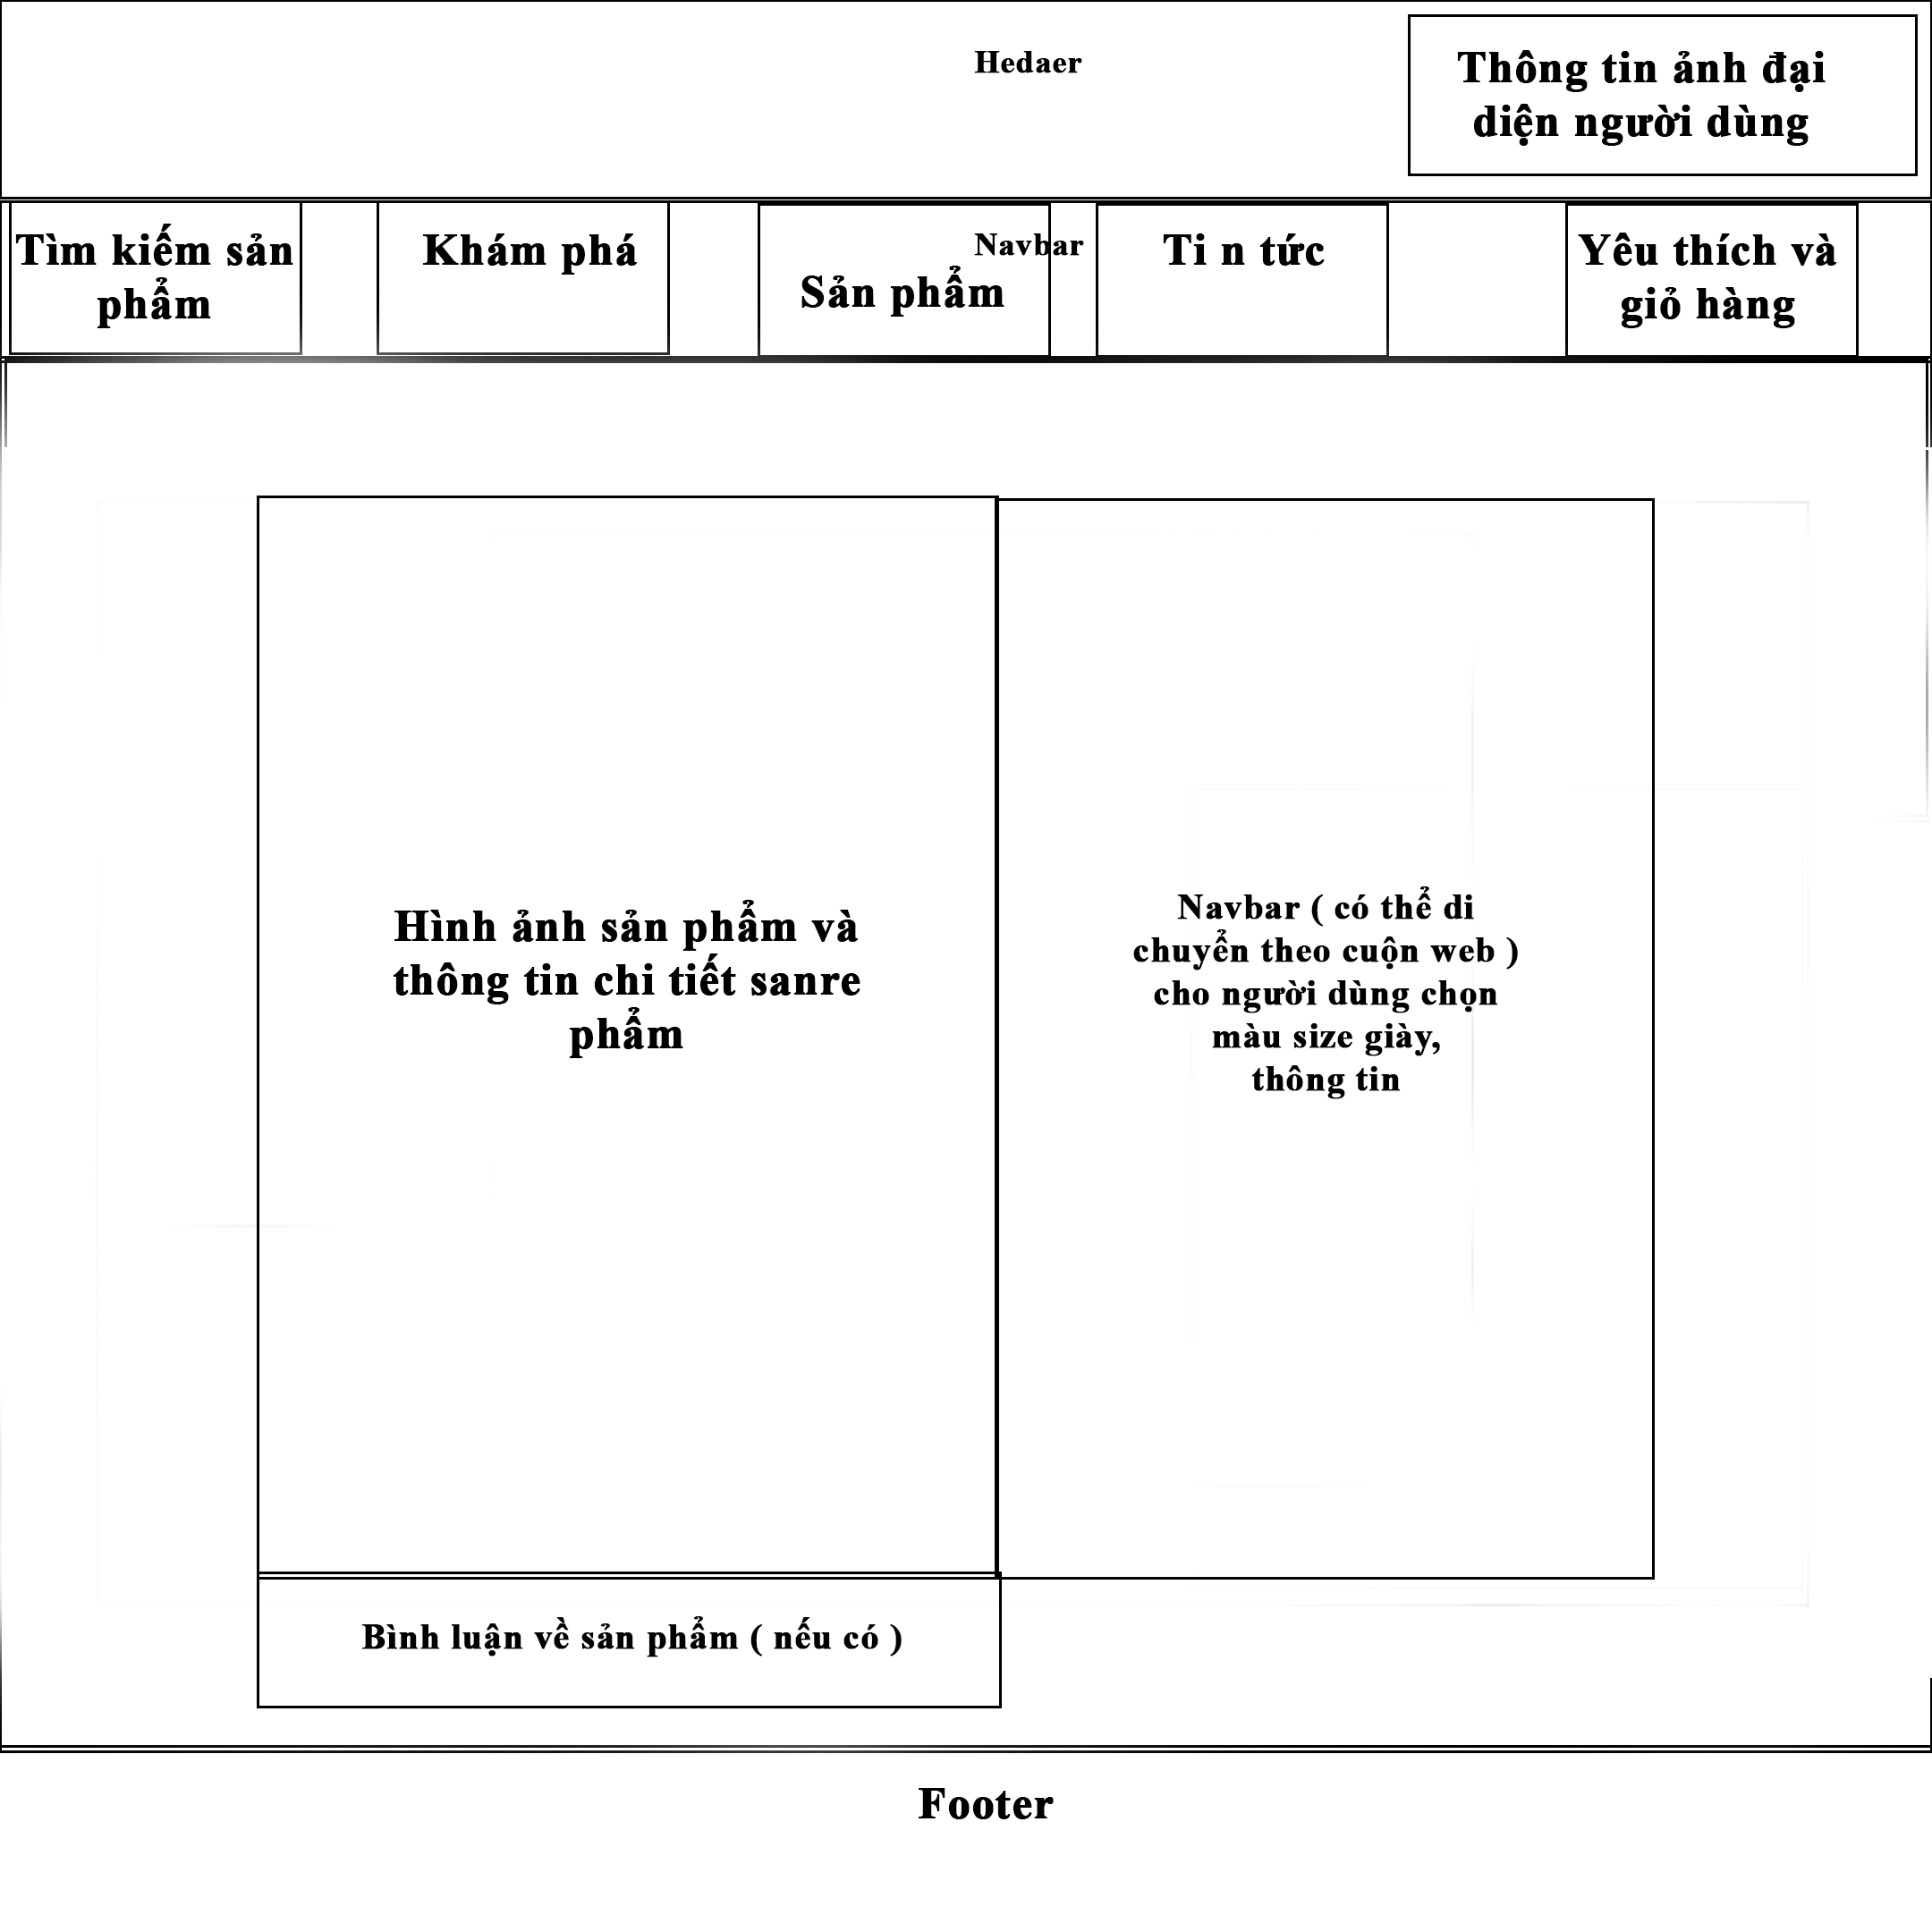 Hedaer
Thông tin ảnh đại
diện người dùng
Tìm kiếm sản
phẩm
Khám phá
Navbar
Sản phẩm
Ti n tức
Yêu thích và
giỏ hàng
Hình ảnh sản phẩm và
thông tin chi tiết sanre
phẩm
Navbar ( có thể di
chuyển theo cuộn web )
cho người dùng chọn
màu size giày,
thông tin
Bình luận về sản phẩm ( nếu có )
Footer